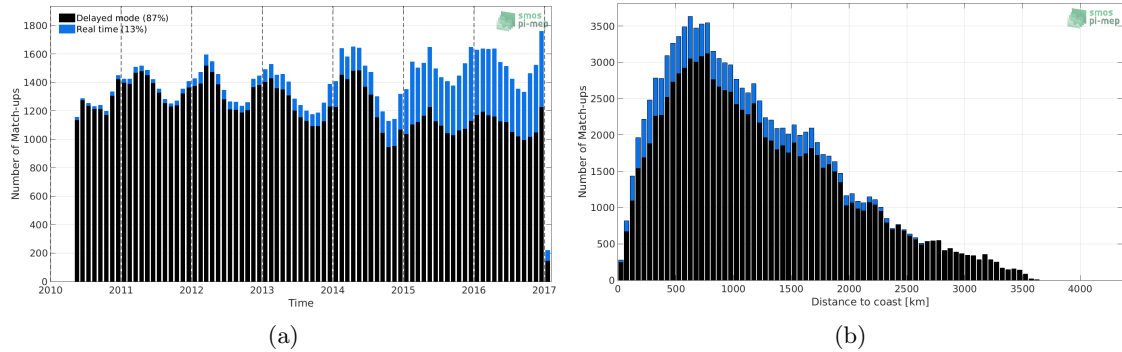 Delayed mode (87%)
Real time (13%)
smos
pi-mep
1800
1600
1400
1200
1000
800
600
400
200
0
Number of Match-ups
2010 2011 2012 2013 2014 2015 2016 2017
Time
(a)
smos
pi-mep
3500
3000
2500
2000
1500
1000
500
0
Number of Match-ups
0 500 1000 1500 2000 2500 3000 3500 4000
Distance to coast [km]
(b)